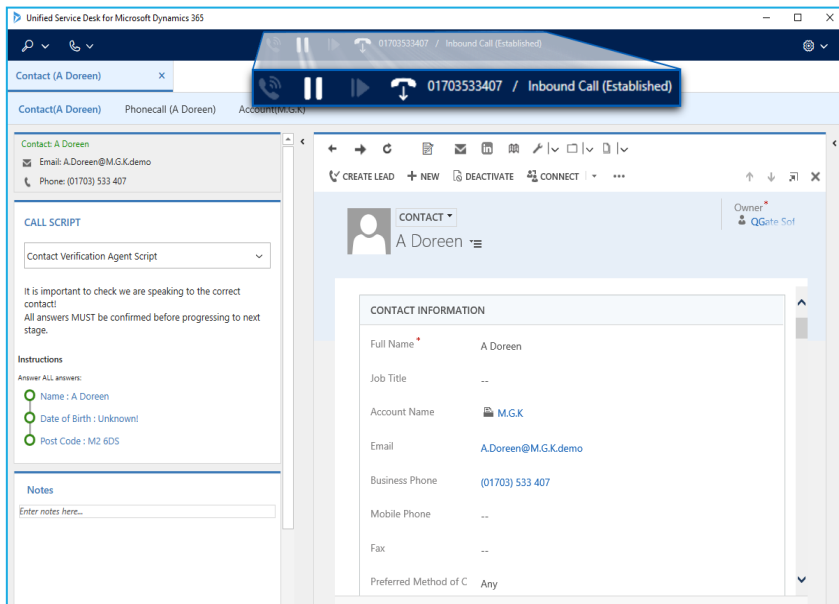 Unified Service Desk for Microsoft Dynamics 365
01703533407 / Inbound Call (Established)
01703533407 / Inbound Call (Established)
Contact (A Doreen)
Contact(A Doreen) Phonecall (A Doreen) Account(M.G.K)
Contact: A Doreen
Email: A.Doreen@M.G.K.demo
Phone: (01703) 533 407
CALL SCRIPT
Contact Verification Agent Script
It is important to check we are speaking to the correct
contact!
All answers MUST be confirmed before progressing to next
stage.
Instructions
Answer ALL answers:
Name : A Doreen
Date of Birth : Unknown!
Post Code : M2 6DS
Notes
Enter notes here...
CREATE LEAD NEW DEACTIVATE CONNECT
CONTACT
A Doreen
Owner*
QGate Sof
CONTACT INFORMATION
Full Name* A Doreen
Job Title --
Account Name M.G.K
Email A.Doreen@M.G.K.demo
Business Phone (01703) 533 407
Mobile Phone --
Fax --
Preferred Method of C Any